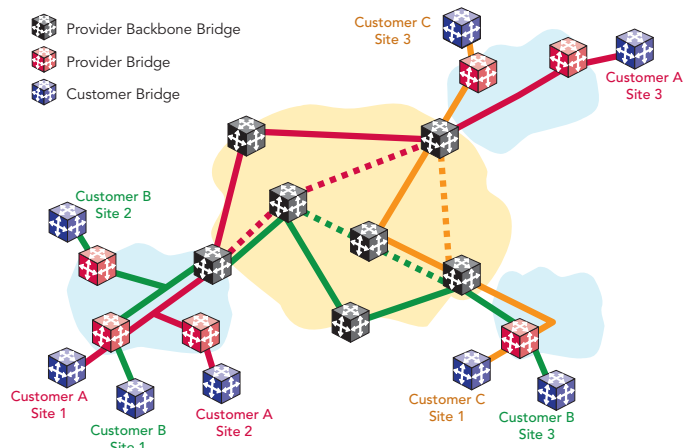 Provider Backbone Bridge
Provider Bridge
Customer Bridge
Customer C
Site 3
Customer A
Site 3
Customer B
Site 2
Customer A
Site 1
Customer B
Site 1
Customer A
Site 2
Customer C
Site 1
Customer B
Site 3